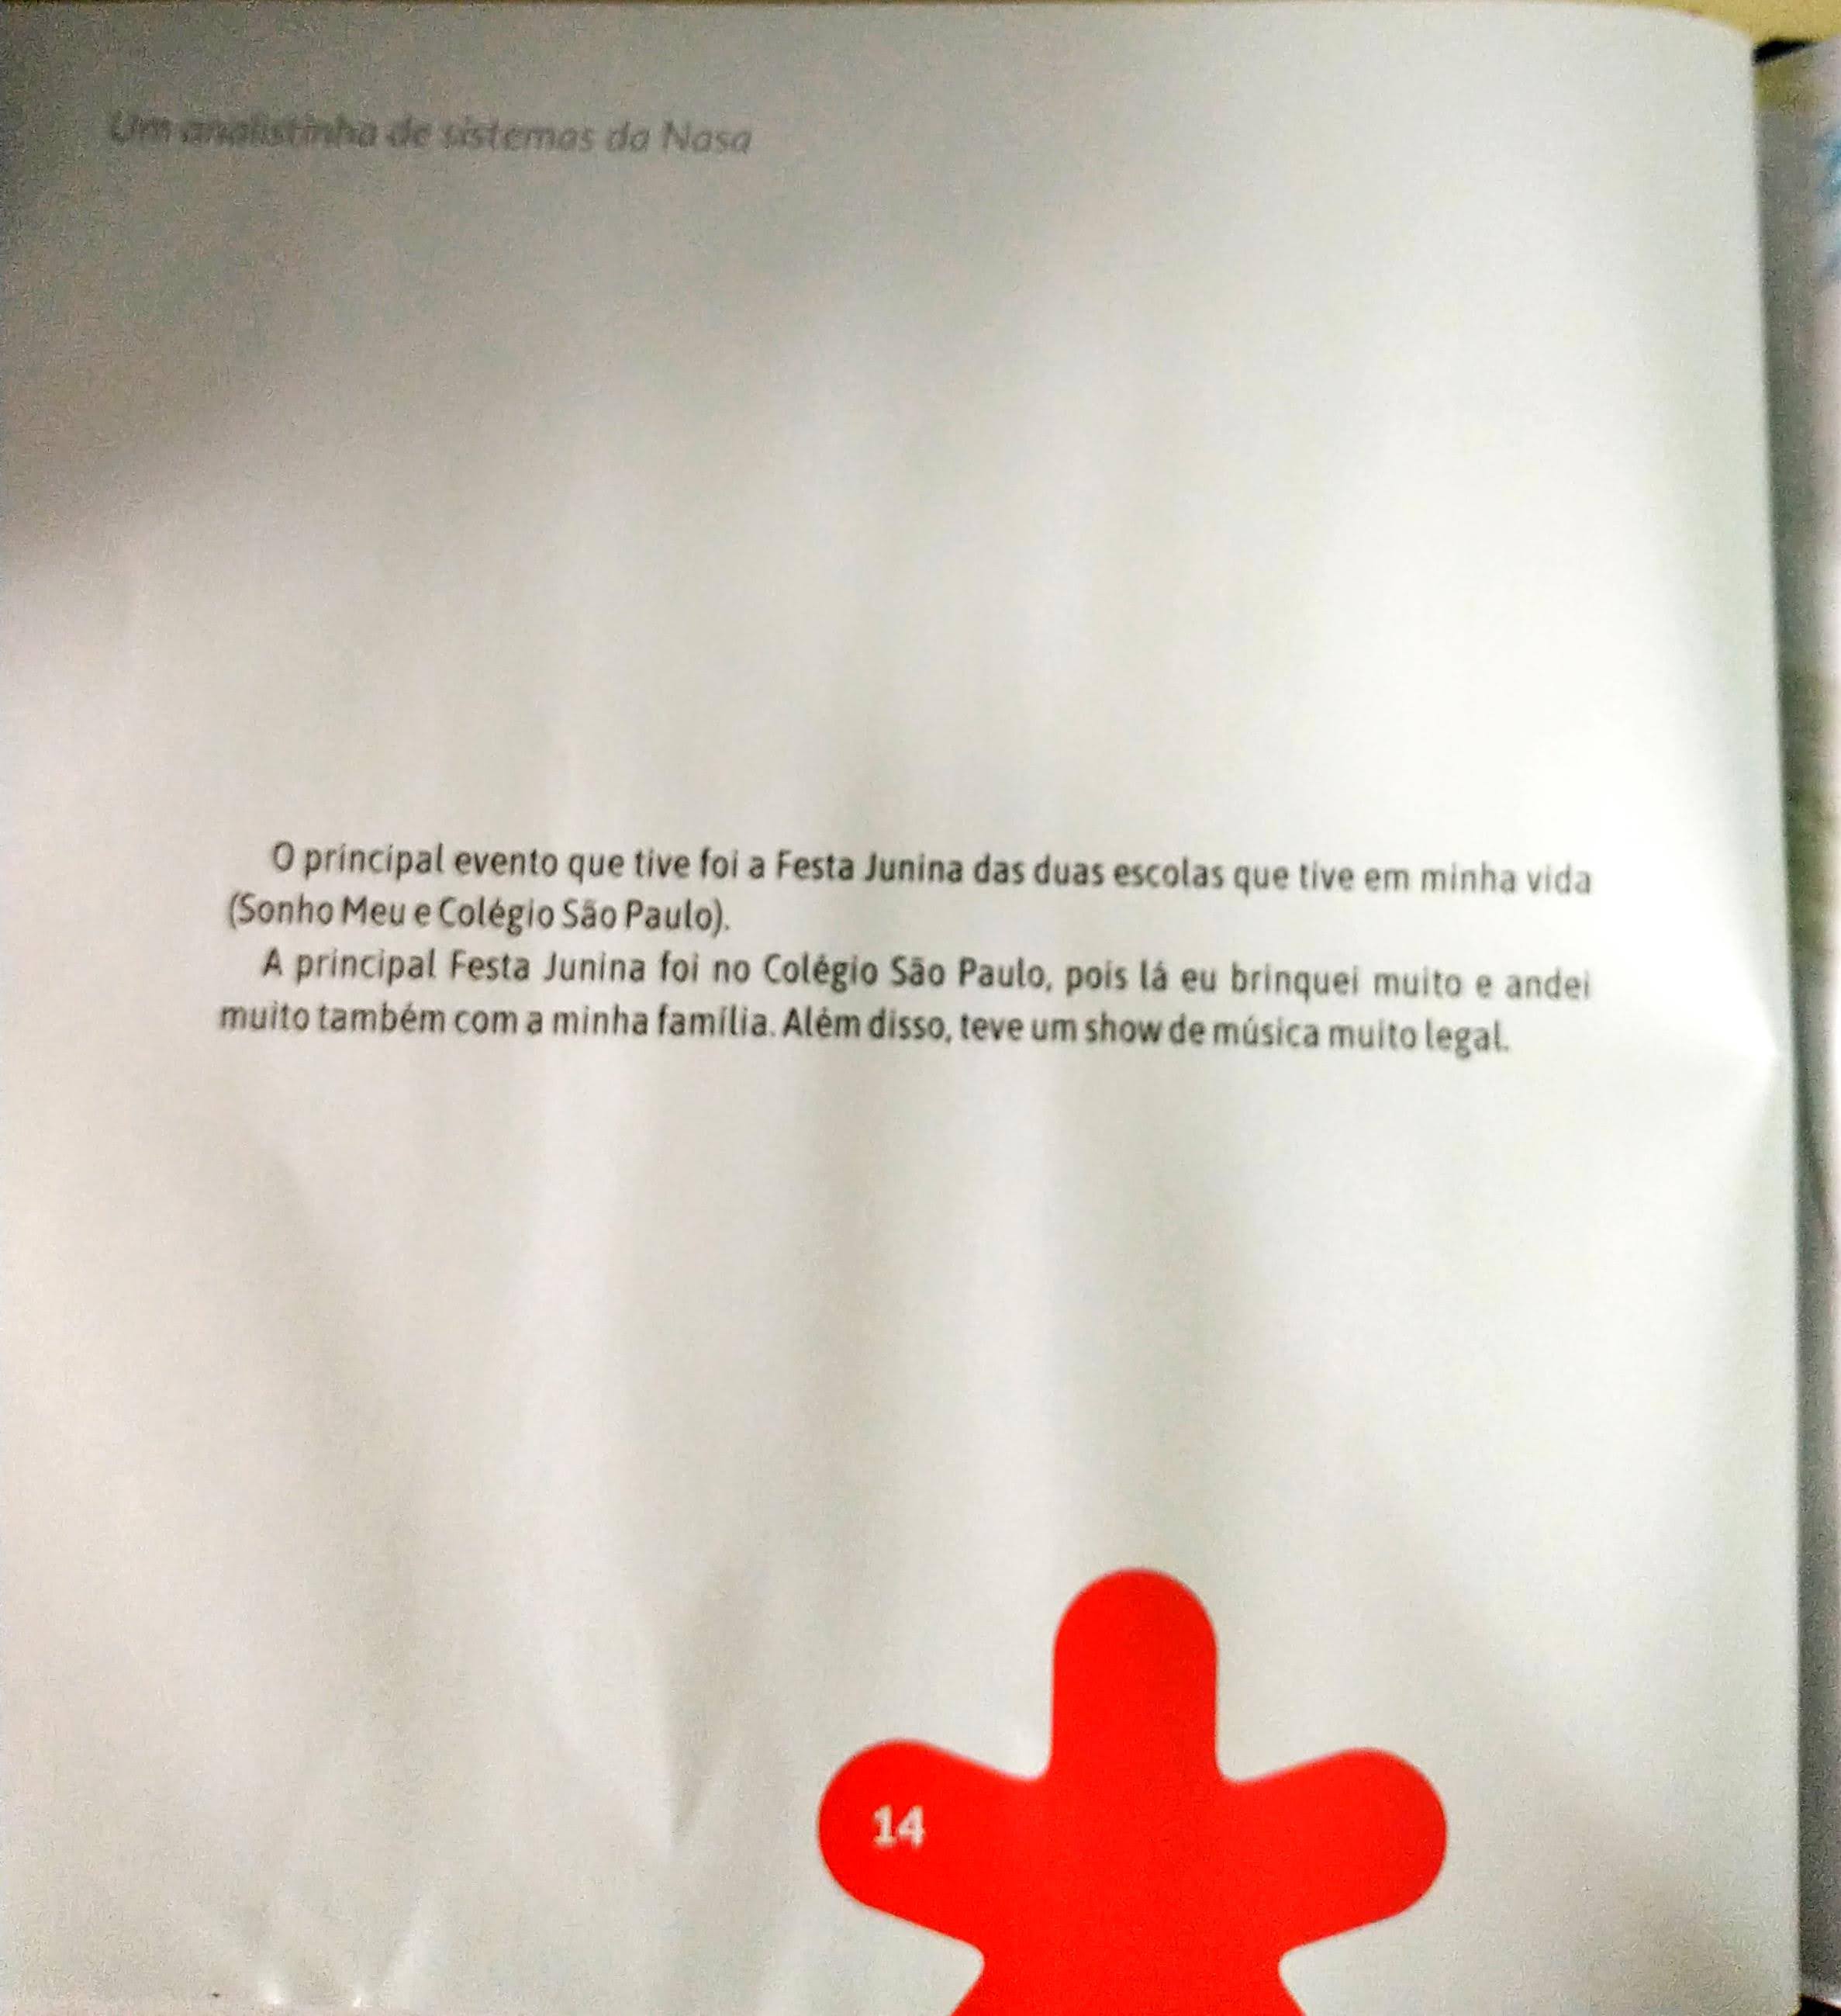 Um analistinha de sistemas da Nasa
O principal evento que tive foi a Festa Junina das duas escolas que tive em minha vida
(Sonho Meu e Colégio São Paulo).
A principal Festa Junina foi no Colégio São Paulo, pois lá eu brinquei muito e andei
muito também com a minha família. Além disso, teve um show de música muito legal.
14